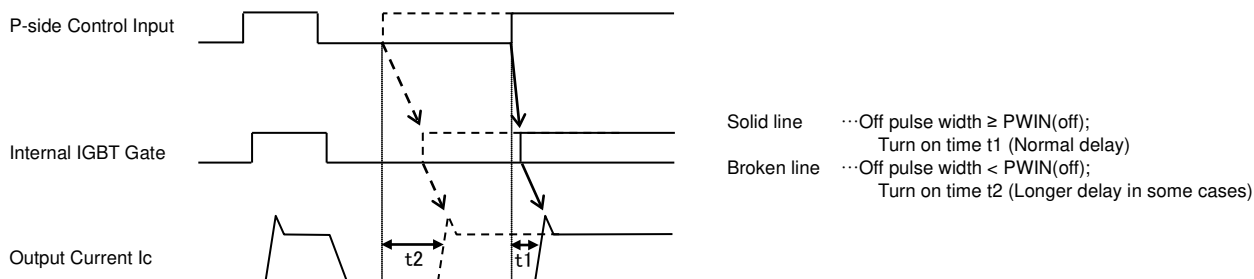 P-side Control Input
Internal IGBT Gate
Output Current Ic
t2
t1
Solid line …Off pulse width ≥ PWIN(off);
Turn on time t1 (Normal delay)
Broken line …Off pulse width < PWIN(off);
Turn on time t2 (Longer delay in some cases)